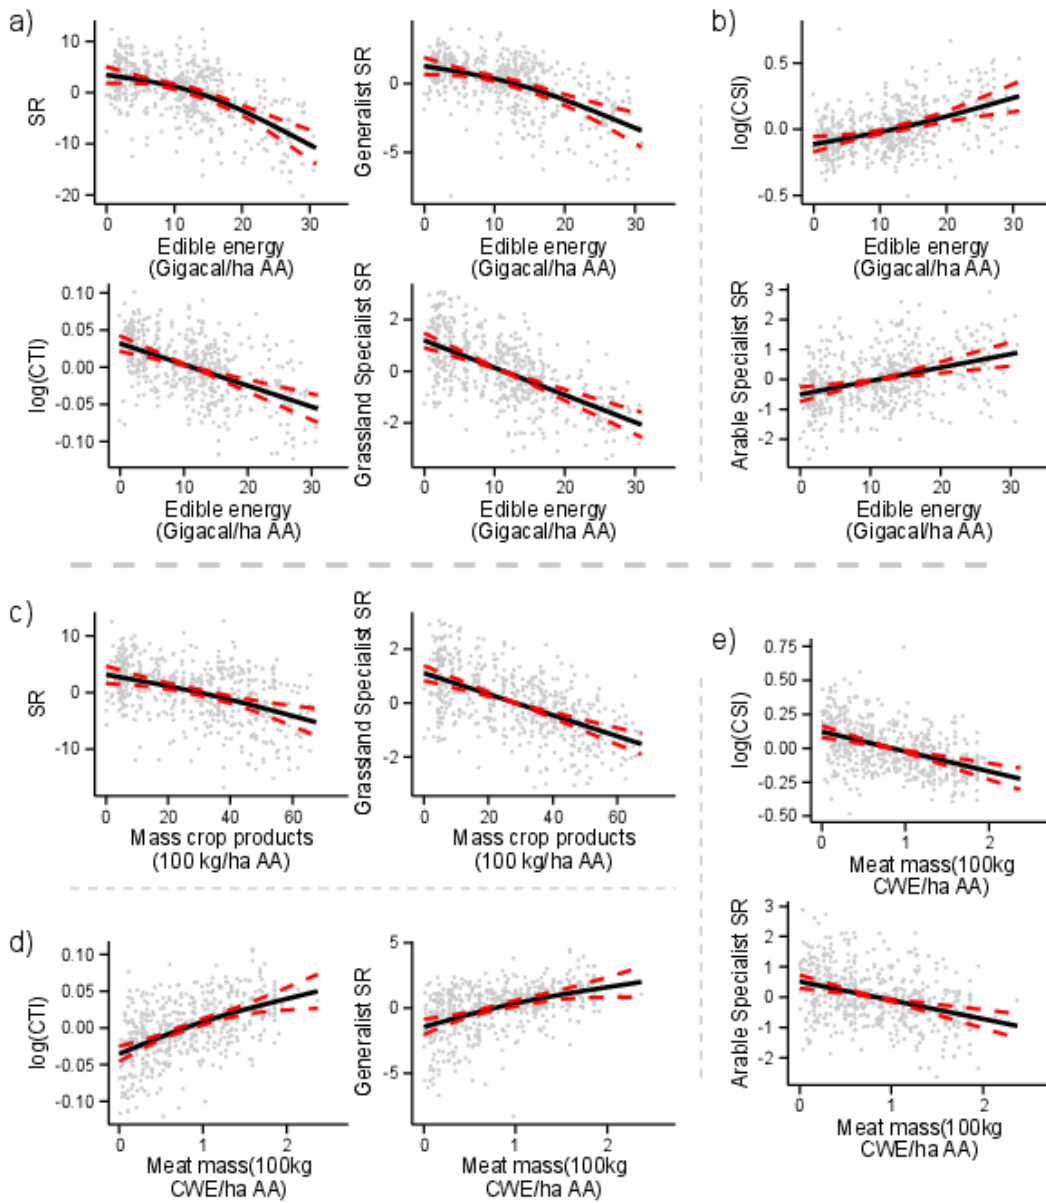 a)
SR
10
0
-10
-20
0 10 20 30
Edible energy
(Gigacal/ha AA)
Generalist SR
0
-5
0 10 20 30
Edible energy
(Gigacal/ha AA)
b)
log(CSI)
0.5
0.0
-0.5
0 10 20 30
Edible energy
(Gigacal/ha AA)
log(CTI)
0.10
0.05
0.00
-0.05
-0.10
0 10 20 30
Edible energy
(Gigacal/ha AA)
Grassland Specialist SR
2
0
-2
0 10 20 30
Edible energy
(Gigacal/ha AA)
Arable Specialist SR
3
2
1
0
-1
-2
0 10 20 30
Edible energy
(Gigacal/ha AA)
c)
SR
10
0
-10
0 20 40 60
Mass crop products
(100 kg/ha AA)
Grassland Specialist SR
2
0
-2
0 20 40 60
Mass crop products
(100 kg/ha AA)
e)
log(CSI)
0.75
0.50
0.25
0.00
-0.25
-0.50
0 1 2
Meat mass(100kg
CWE/ha AA)
d)
log(CTI)
0.10
0.05
0.00
-0.05
-0.10
0 1 2
Meat mass(100kg
CWE/ha AA)
Generalist SR
5
0
-5
0 1 2
Meat mass(100kg
CWE/ha AA)
Arable Specialist SR
3
2
1
0
-1
-2
0 1 2
Meat mass(100kg
CWE/ha AA)